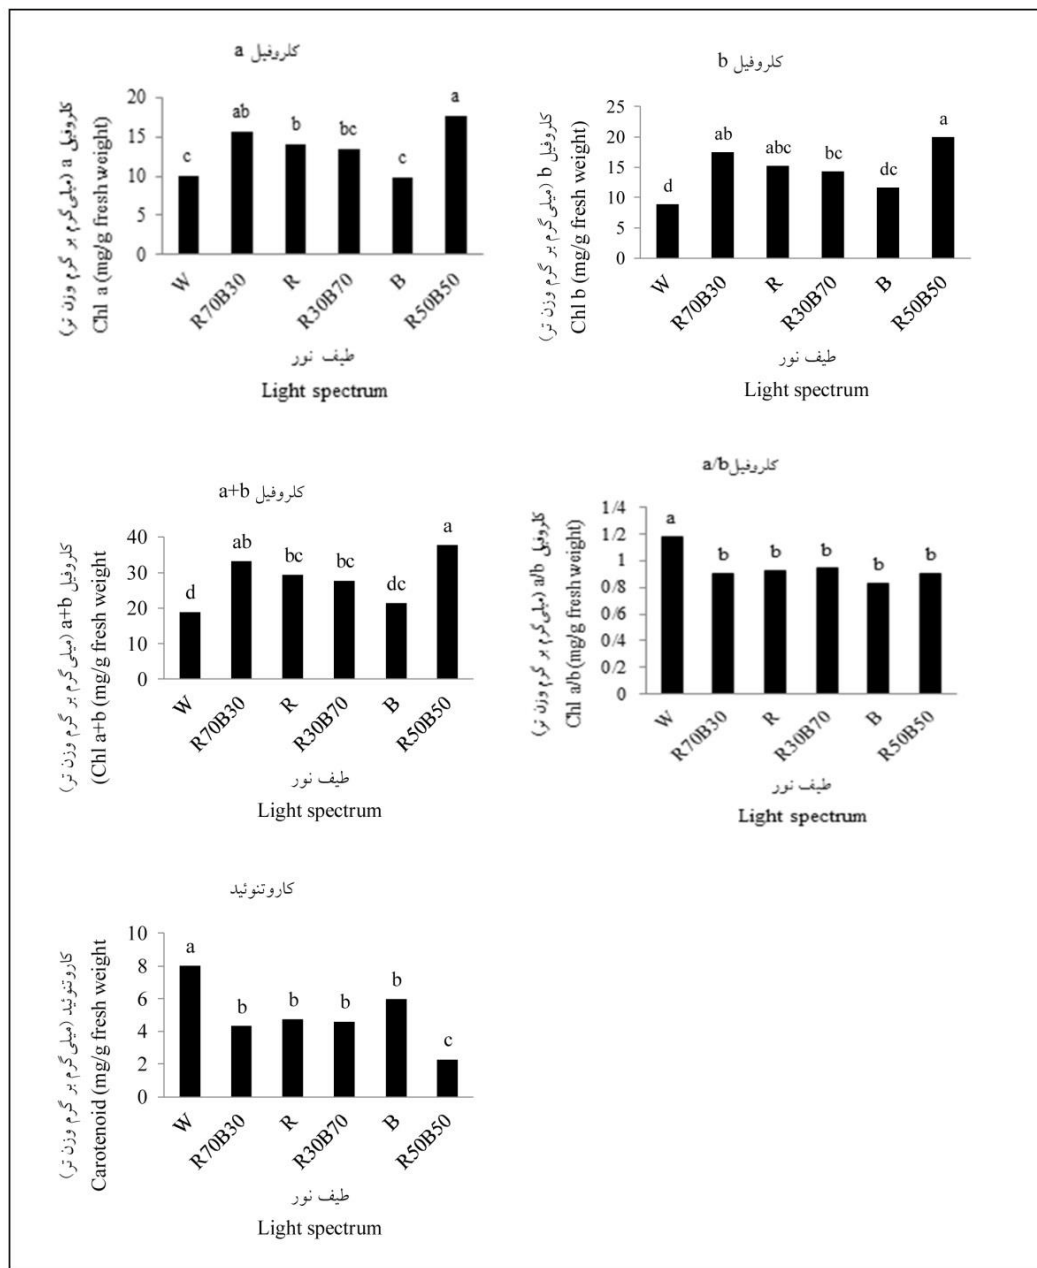 کلروفیل a
کلروفیل a (میلی‌گرم بر گرم وزن تر)
Chl a (mg/g fresh weight)
20
15
10
5
0
c
ab
b
bc
c
a
W
R70B30
R
R30B70
B
R50B50
طیف نور
Light spectrum
کلروفیل b
کلروفیل b (میلی‌گرم بر گرم وزن تر)
Chl b (mg/g fresh weight)
25
20
15
10
5
0
d
ab
abc
bc
dc
a
W
R70B30
R
R30B70
B
R50B50
طیف نور
Light spectrum
کلروفیل a+b
کلروفیل a+b (میلی‌گرم بر گرم وزن تر)
(Chl a+b (mg/g fresh weight
40
30
20
10
0
d
ab
bc
bc
dc
a
W
R70B30
R
R30B70
B
R50B50
طیف نور
Light spectrum
کلروفیل a/b
کلروفیل a/b (میلی‌گرم بر گرم وزن تر)
Chl a/b (mg/g fresh weight)
1/4
1/2
1
0/8
0/6
0/4
0/2
0
a
b
b
b
b
b
W
R70B30
R
R30B70
B
R50B50
طیف نور
Light spectrum
کاروتنوئید
کاروتنوئید (میلی‌گرم بر گرم وزن تر)
Carotenoid (mg/g fresh weight
10
8
6
4
2
0
a
b
b
b
b
c
W
R70B30
R
R30B70
B
R50B50
طیف نور
Light spectrum